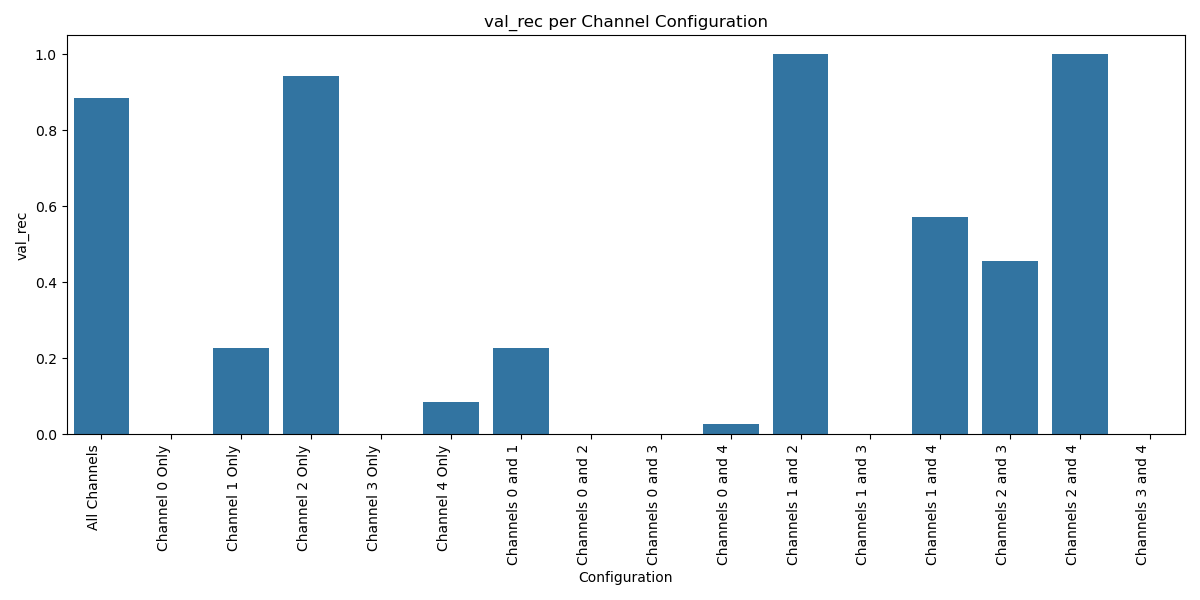 val_rec per Channel Configuration
val_rec
1.0
0.8
0.6
0.4
0.2
0.0
All Channels
Channel 0 Only
Channel 1 Only
Channel 2 Only
Channel 3 Only
Channel 4 Only
Channels 0 and 1
Channels 0 and 2
Channels 0 and 3
Channels 0 and 4
Channels 1 and 2
Channels 1 and 3
Channels 1 and 4
Channels 2 and 3
Channels 2 and 4
Channels 3 and 4
Configuration